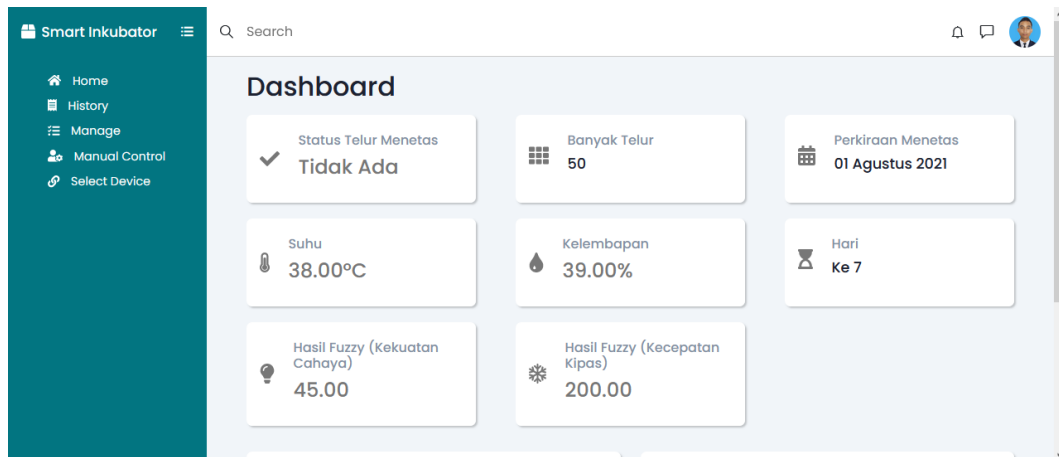 Smart Inkubator
Search
Home
History
Manage
Manual Control
Select Device
Dashboard
Status Telur Menetas
Tidak Ada
Banyak Telur
50
Perkiraan Menetas
01 Agustus 2021
Suhu
38.00°C
Kelembapan
39.00%
Hari
Ke 7
Hasil Fuzzy (Kekuatan
Cahaya)
45.00
Hasil Fuzzy (Kecepatan
Kipas)
200.00